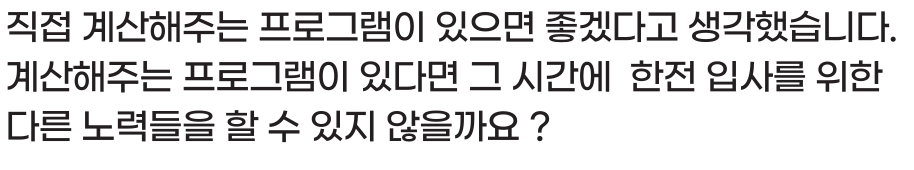 직접 계산해주는 프로그램이 있으면 좋겠다고 생각했습니다.
계산해주는 프로그램이 있다면 그 시간에 한전 입사를 위한
다른 노력들을 할 수 있지 않을까요 ?